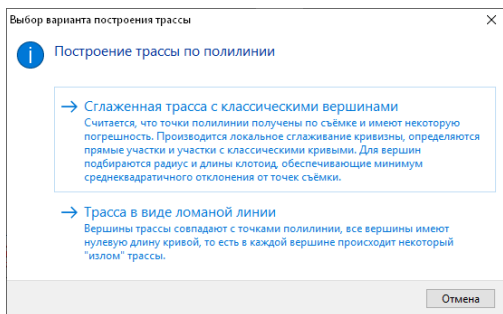 Выбор варианта построения трассы
Построение трассы по полилинии
Сглаженная трасса с классическими вершинами
Считается, что точки полилинии получены по съёмке и имеют некоторую
погрешность. Производится локальное сглаживание кривизны, определяются
прямые участки и участки с классическими кривыми. Для вершин
подбираются радиус и длины клотоид, обеспечивающие минимум
среднеквадратичного отклонения от точек съёмки.
Трасса в виде ломаной линии
Вершины трассы совпадают с точками полилинии, все вершины имеют
нулевую длину кривой, то есть в каждой вершине происходит некоторый
"излом" трассы.
Отмена